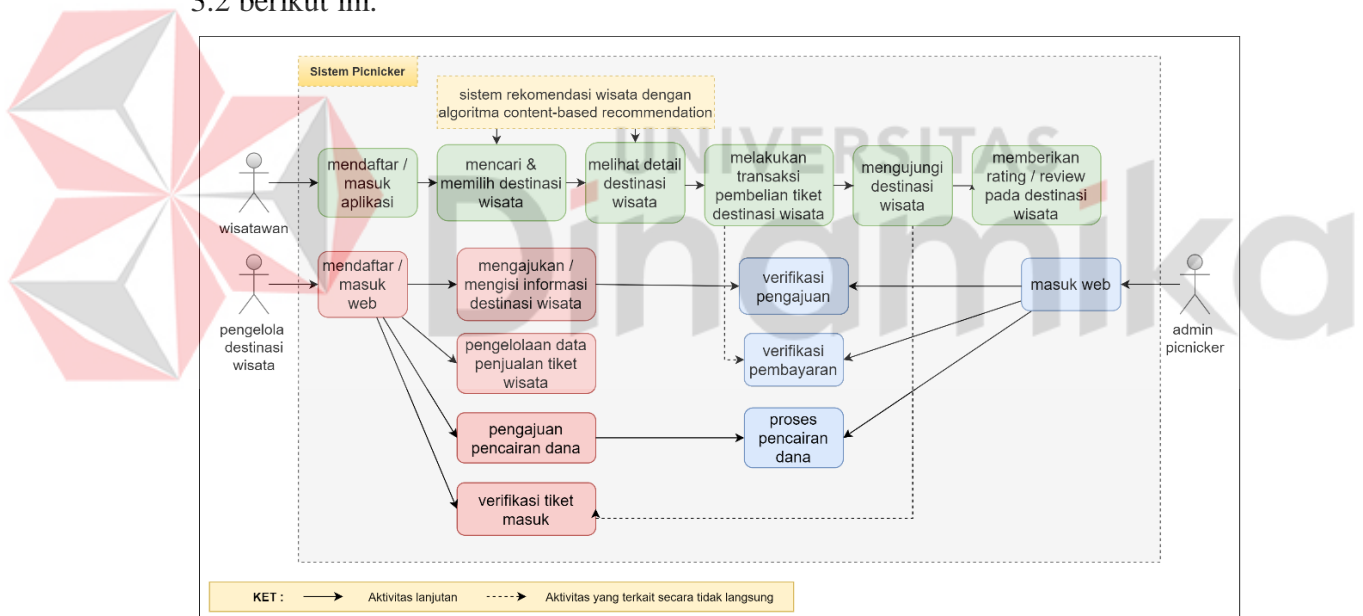 3.2 berikut ini.
UNIVERSITAS
Dinamika
Sistem Picnicker
sistem rekomendasi wisata dengan
algoritma content-based recommendation
wisatawan
mendaftar /
masuk
aplikasi
mencari &
memilih destinasi
wisata
melihat detail
destinasi
wisata
melakukan
transaksi
pembelian tiket
destinasi wisata
mengujungi
destinasi
wisata
memberikan
rating / review
pada destinasi
wisata
pengelola
destinasi
wisata
mendaftar /
masuk
web
mengajukan /
mengisi informasi
destinasi wisata
verifikasi
pengajuan
masuk web
admin
picnicker
pengelolaan data
penjualan tiket
wisata
verifikasi
pembayaran
pengajuan
pencairan dana
proses
pencairan
dana
verifikasi tiket
masuk
KET :
Aktivitas lanjutan
Aktivitas yang terkait secara tidak langsung